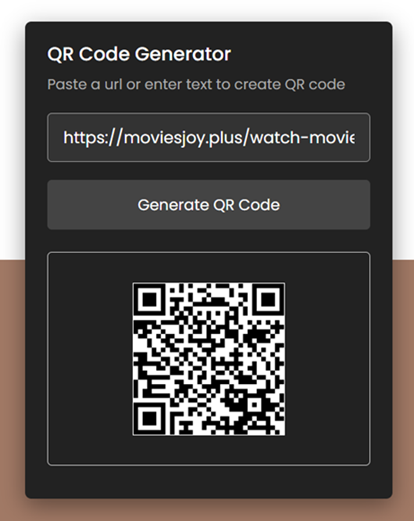 QR Code Generator
Paste a url or enter text to create QR code
https://moviesjoy.plus/watch-movie
Generate QR Code